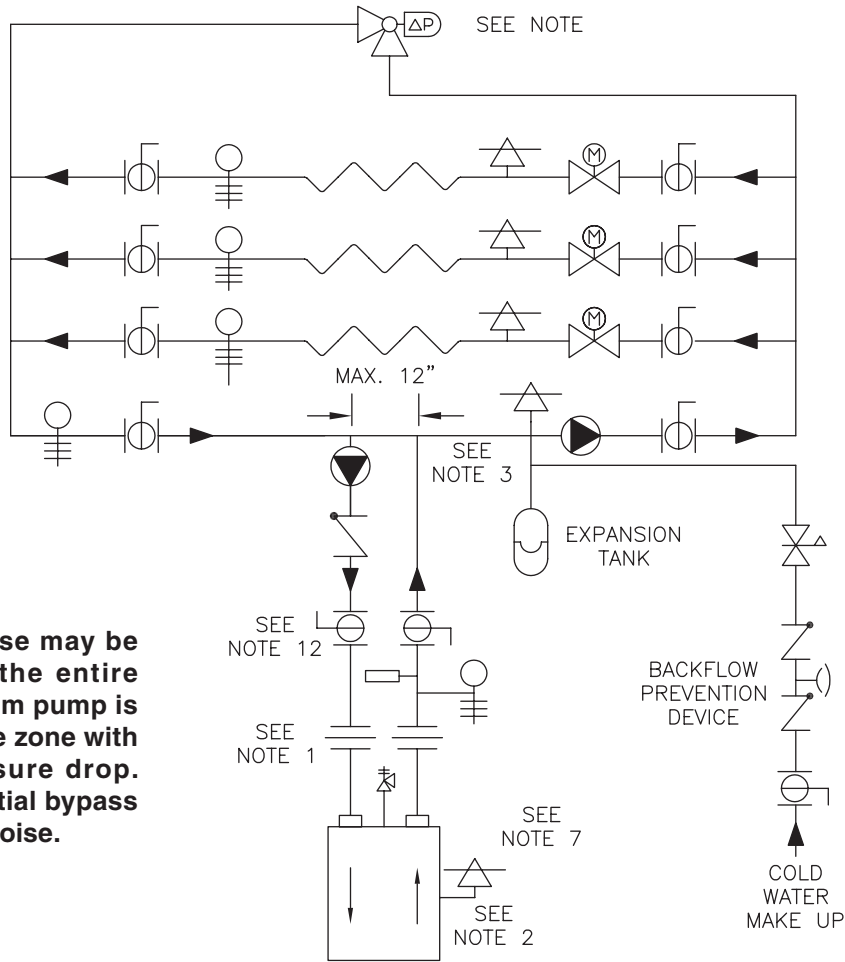 ΔP
SEE NOTE
M
M
M
MAX. 12"
SEE
NOTE 3
EXPANSION
TANK
SEE
NOTE 12
BACKFLOW
PREVENTION
DEVICE
SEE
NOTE 1
se may be
the entire
m pump is
e zone with
sure drop.
tial bypass
oise.
SEE
NOTE 7
SEE
NOTE 2
COLD
WATER
MAKE UP